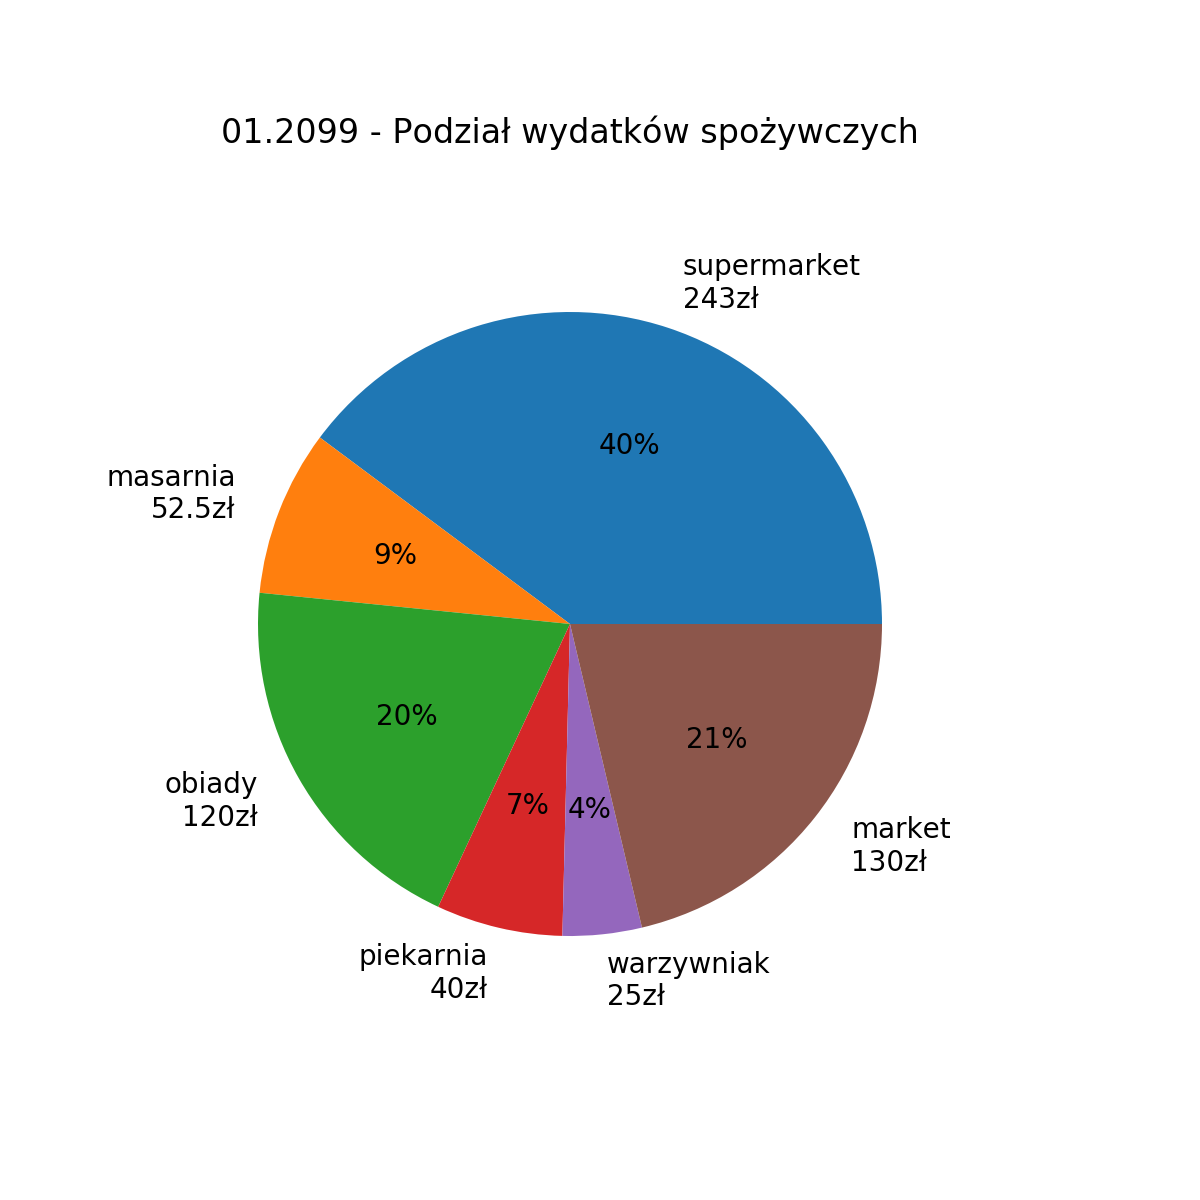 01.2099 - Podział wydatków spożywczych
supermarket
243zł
40%
masarnia
52.5zł
9%
20%
obiady
120zł
7%
piekarnia
40zł
4%
warzywniak
25zł
21%
market
130zł